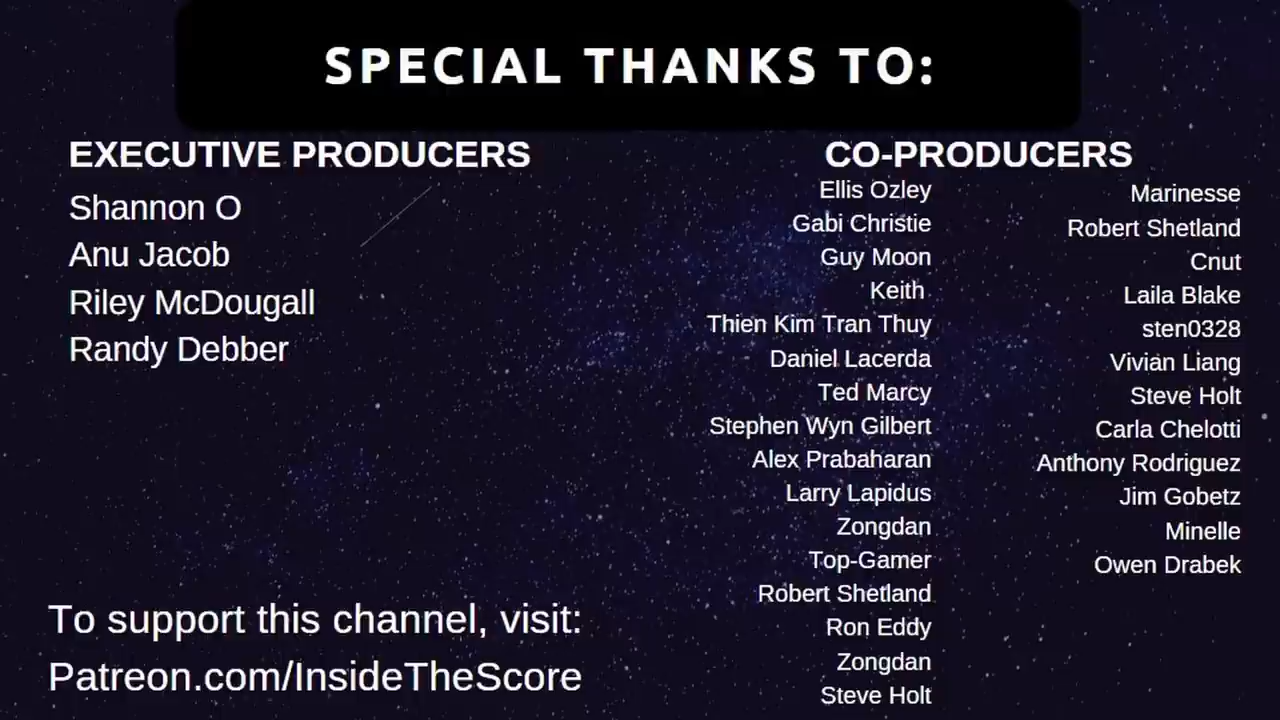 SPECIAL THANKS TO:
EXECUTIVE PRODUCERS
Shannon O
Anu Jacob
Riley McDougall
Randy Debber
To support this channel, visit:
Patreon.com/InsideTheScore
CO-PRODUCERS
Ellis Ozley
Gabi Christie
Guy Moon
Keith
Thien Kim Tran Thuy
Daniel Lacerda
Ted Marcy
Stephen Wyn Gilbert
Alex Prabaharan
Larry Lapidus
Zongdan
Top-Gamer
Robert Shetland
Ron Eddy
Zongdan
Steve Holt
Marinesse
Robert Shetland
Cnut
Laila Blake
sten0328
Vivian Liang
Steve Holt
Carla Chelotti
Anthony Rodriguez
Jim Gobetz
Minelle
Owen Drabek